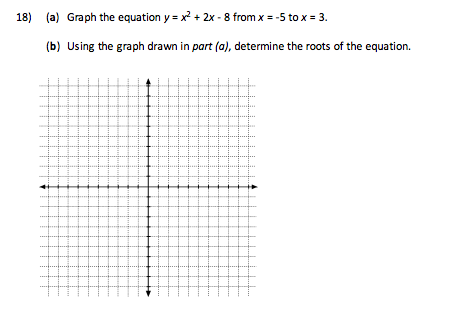 18) (a) Graph the equation y = x² + 2x - 8 from x = -5 to x = 3.
(b) Using the graph drawn in part (a), determine the roots of the equation.